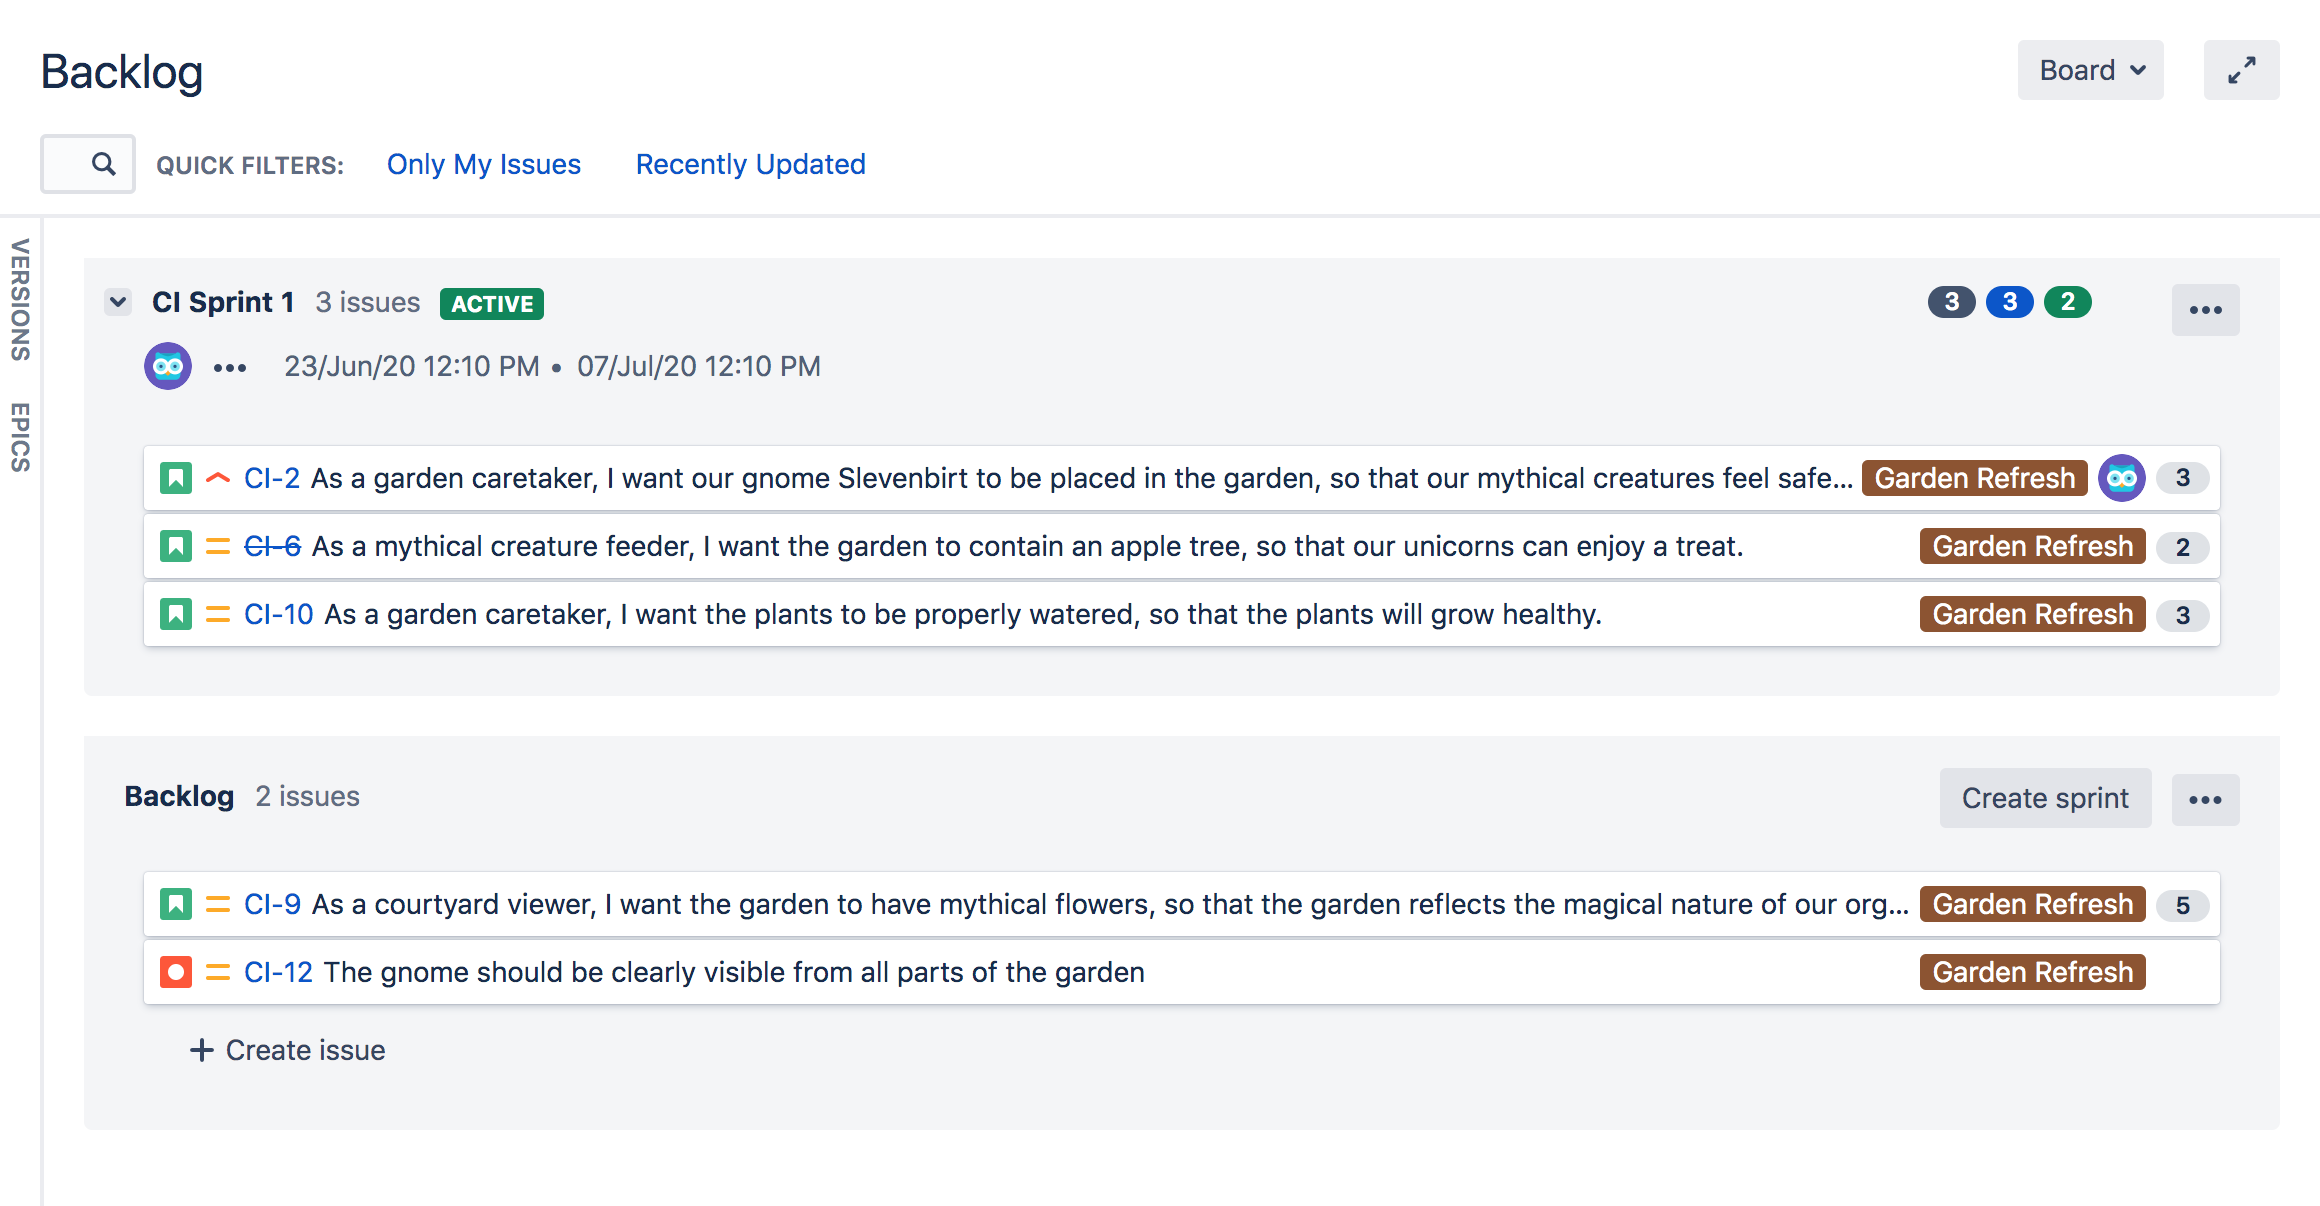 Backlog
Board
QUICK FILTERS: Only My Issues Recently Updated
VERSIONS
EPICS
CI Sprint 1 3 issues ACTIVE 3 3 2
23/Jun/20 12:10 PM • 07/Jul/20 12:10 PM
CI-2 As a garden caretaker, I want our gnome Slevenbirt to be placed in the garden, so that our mythical creatures feel safe... Garden Refresh 3
CI-6 As a mythical creature feeder, I want the garden to contain an apple tree, so that our unicorns can enjoy a treat. Garden Refresh 2
CI-10 As a garden caretaker, I want the plants to be properly watered, so that the plants will grow healthy. Garden Refresh 3
Backlog 2 issues Create sprint
CI-9 As a courtyard viewer, I want the garden to have mythical flowers, so that the garden reflects the magical nature of our org... Garden Refresh 5
CI-12 The gnome should be clearly visible from all parts of the garden Garden Refresh
+ Create issue